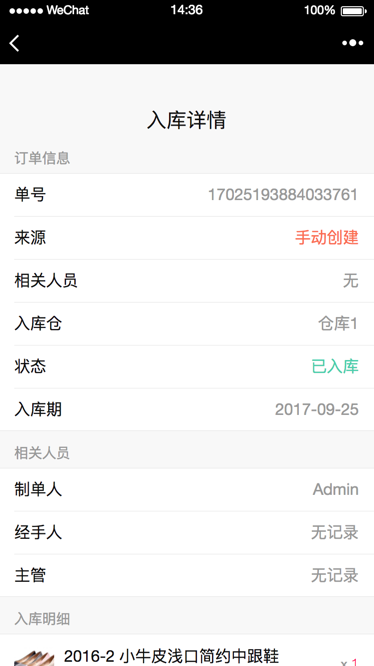 WeChat 14:36 100%
入库详情
订单信息
单号 17025193884033761
来源 手动创建
相关人员 无
入库仓 仓库1
状态 已入库
入库期 2017-09-25
相关人员
制单人 Admin
经手人 无记录
主管 无记录
入库明细
2016-2 小牛皮浅口简约中跟鞋
x 1